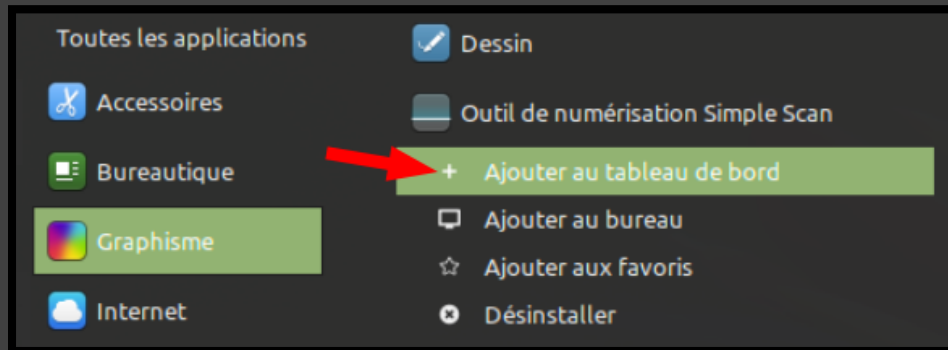 Toutes les applications
Accessoires
Bureautique
Graphisme
Internet
Dessin
Outil de numérisation Simple Scan
Ajouter au tableau de bord
Ajouter au bureau
Ajouter aux favoris
Désinstaller